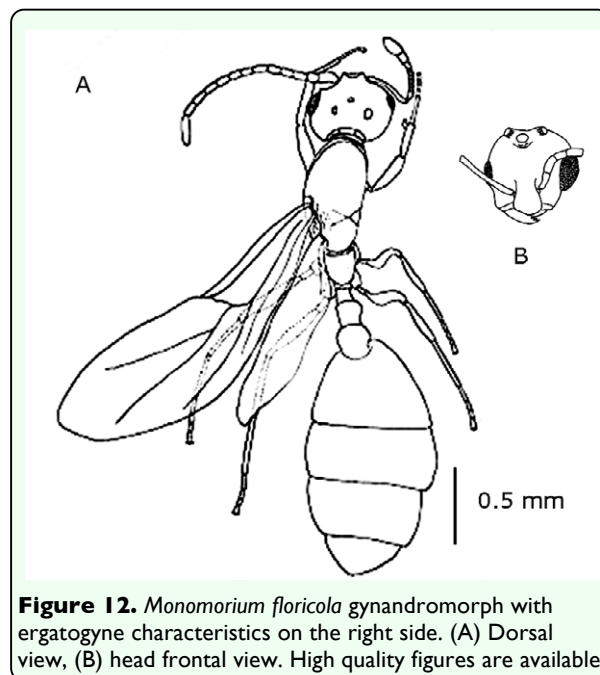 A
B
0.5 mm
Figure 12. Monomorium floricola gynandromorph with
ergatogyne characteristics on the right side. (A) Dorsal
view, (B) head frontal view. High quality figures are available